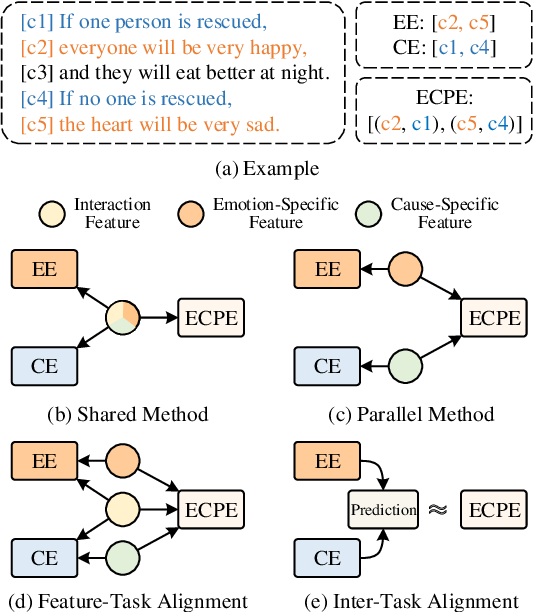 [c1] If one person is rescued,
[c2] everyone will be very happy,
[c3] and they will eat better at night.
[c4] If no one is rescued,
[c5] the heart will be very sad.
EE: [c2, c5]
CE: [c1, c4]
ECPE:
[(c2, c1), (c5, c4)]
(a) Example
Interaction
Feature
Emotion-Specific
Feature
Cause-Specific
Feature
EE
CE
ECPE
(b) Shared Method
EE
CE
ECPE
(c) Parallel Method
EE
CE
ECPE
(d) Feature-Task Alignment
EE
CE
Prediction
≈
ECPE
(e) Inter-Task Alignment